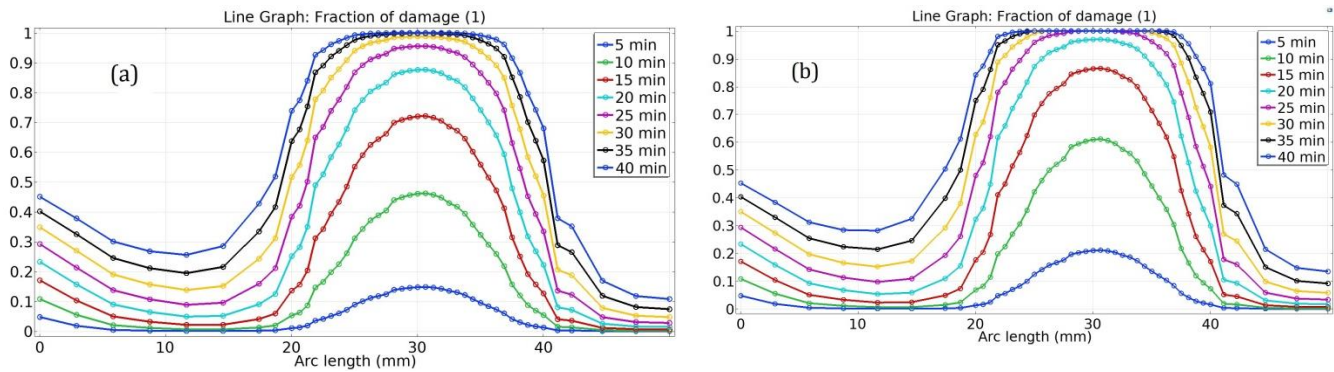 Line Graph: Fraction of damage (1)
1
0.9
0.8
0.7
0.6
0.5
0.4
0.3
0.2
0.1
0
(a)
5 min
10 min
15 min
20 min
25 min
30 min
35 min
40 min
0 10 20 30 40
Arc length (mm)
Line Graph: Fraction of damage (1)
1
0.9
0.8
0.7
0.6
0.5
0.4
0.3
0.2
0.1
0
(b)
5 min
10 min
15 min
20 min
25 min
30 min
35 min
40 min
0 10 20 30 40
Arc length (mm)